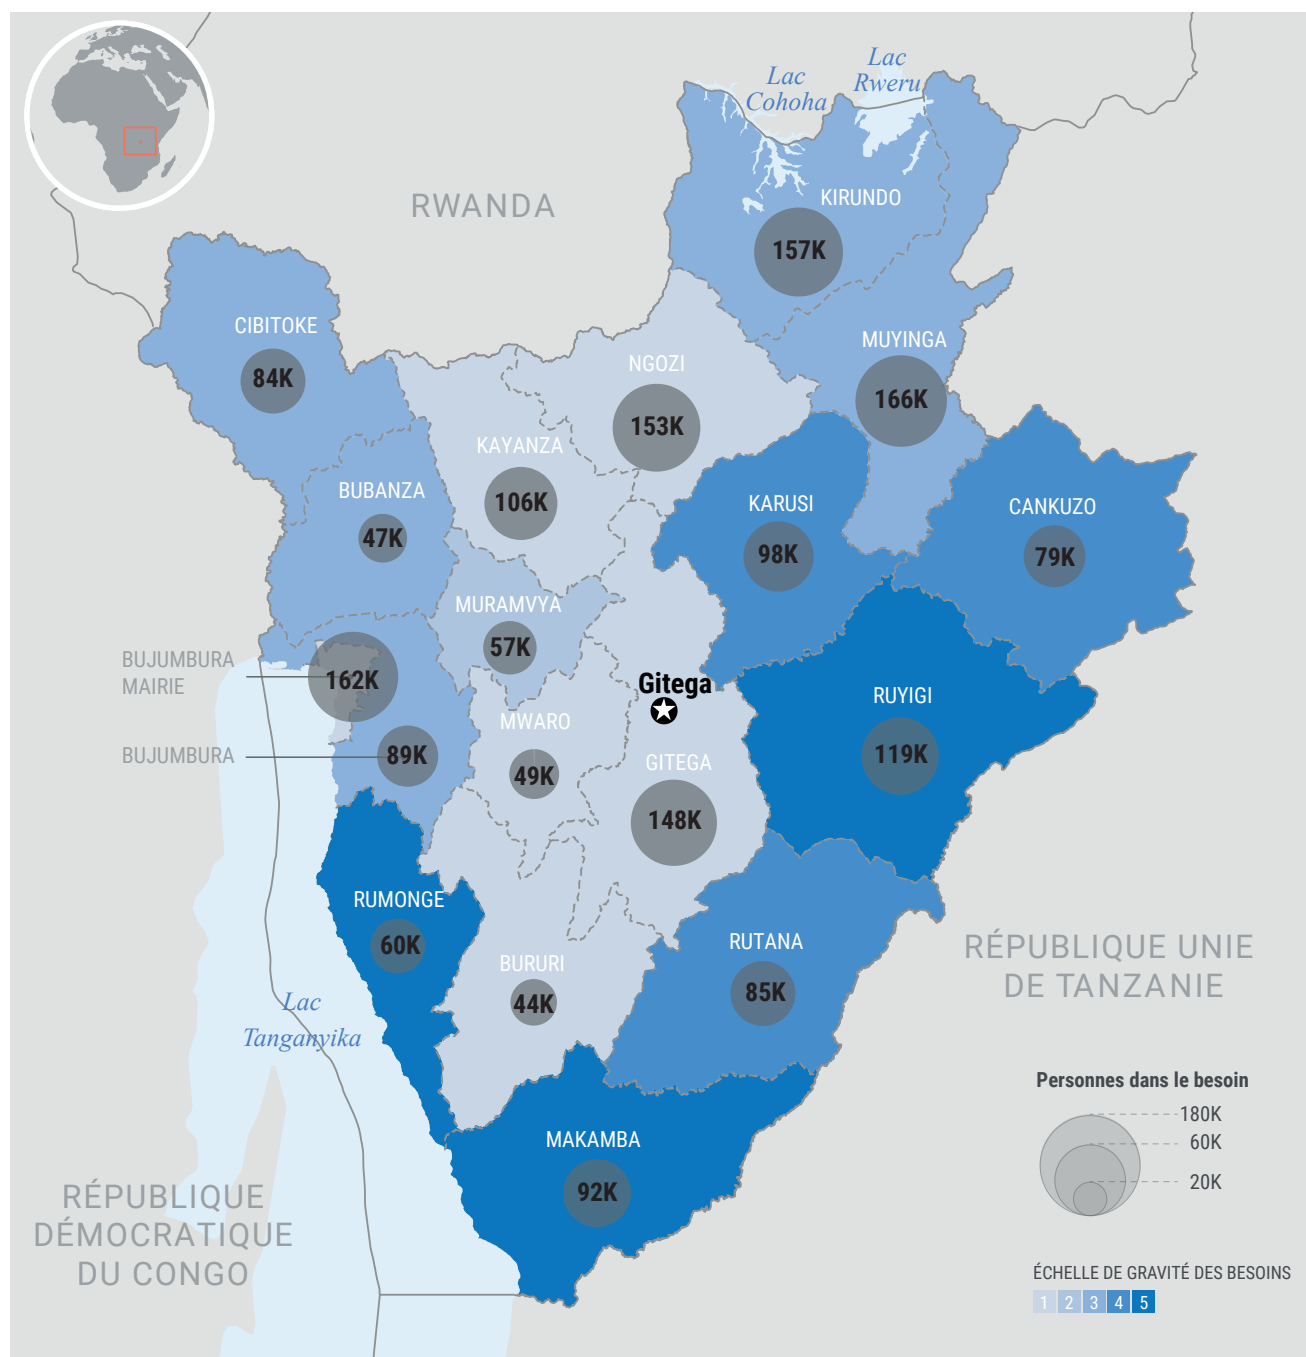 Lac
Rweru
Lac
Cohoha
RWANDA
KIRUNDO
157K
CIBITOKE
84K
MUYINGA
166K
NGOZI
153K
KAYANZA
106K
BUBANZA
47K
KARUSI
98K
CANKUZO
79K
MURAMVYA
57K
BUJUMBURA
MAIRIE
162K
Gitega
RUYIGI
119K
MWARO
49K
BUJUMBURA
89K
GITEGA
148K
RUMONGE
60K
RUTANA
85K
BURURI
44K
RÉPUBLIQUE UNIE
DE TANZANIE
Lac
Tanganyika
MAKAMBA
92K
RÉPUBLIQUE
DÉMOCRATIQUE
DU CONGO
Personnes dans le besoin
180K
60K
20K
ÉCHELLE DE GRAVITÉ DES BESOINS
1 2 3 4 5